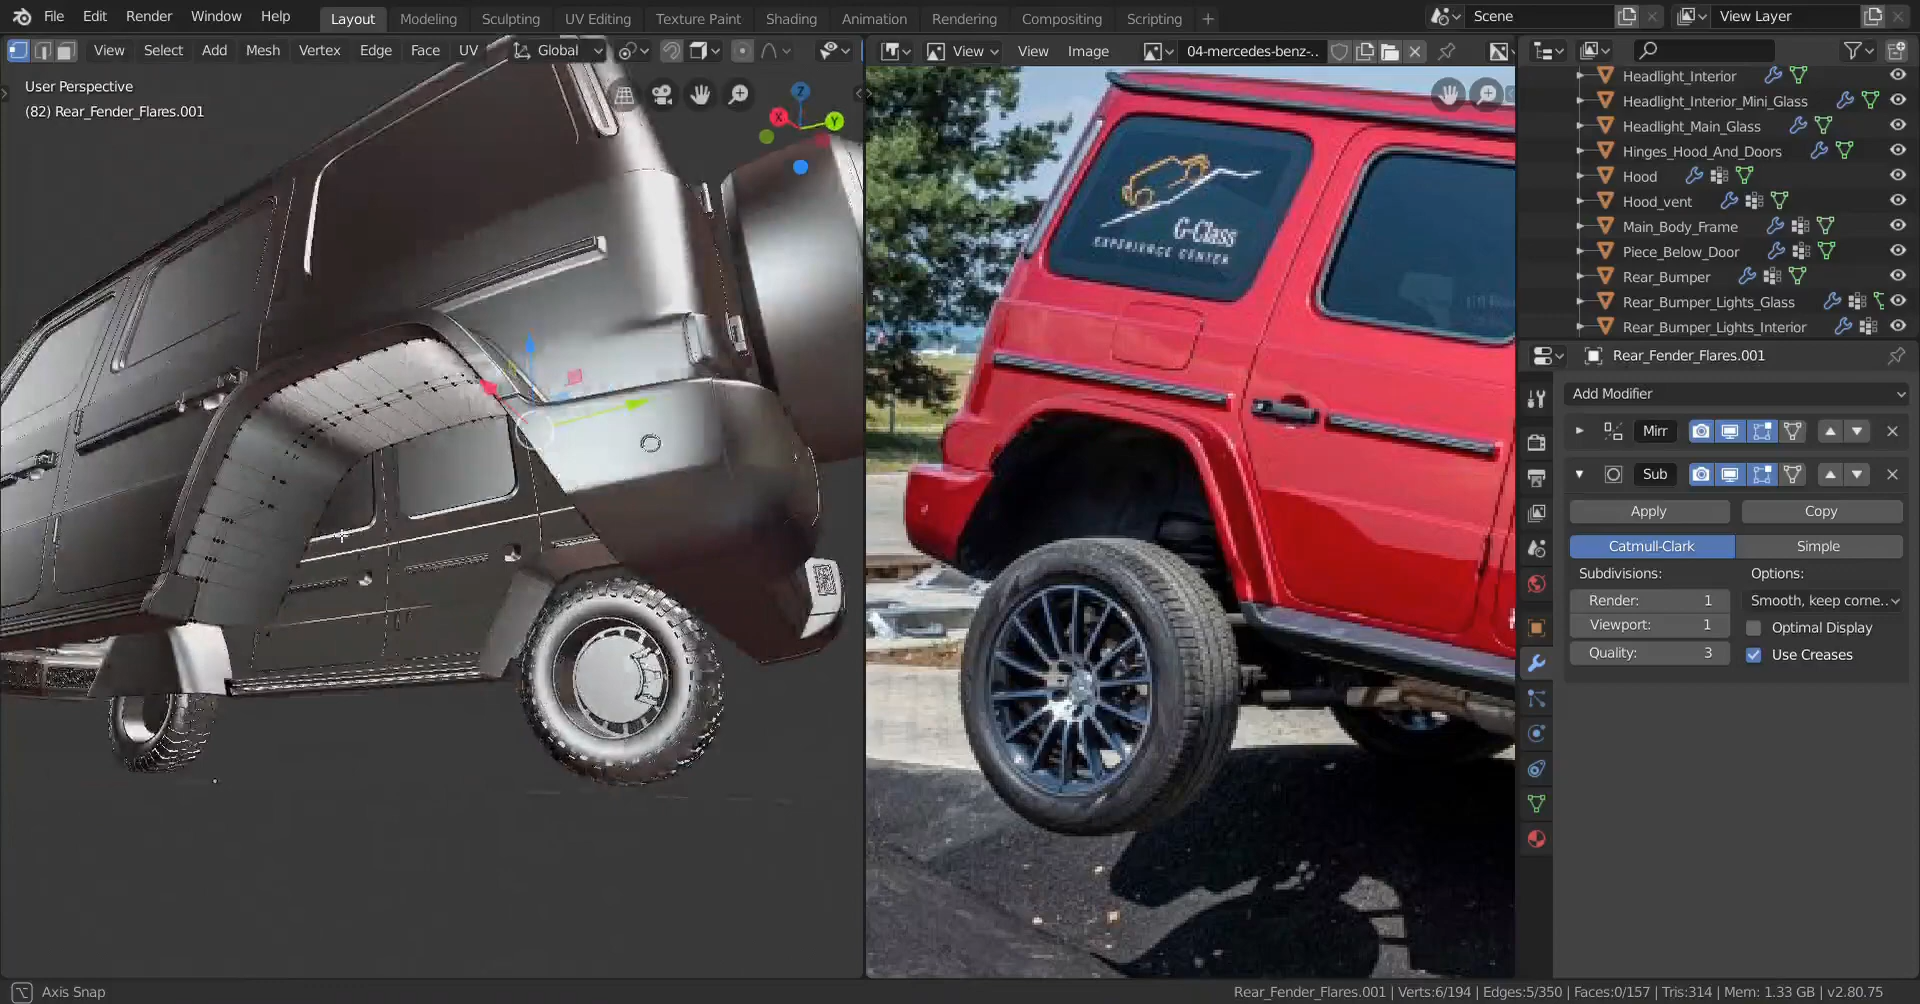 File Edit Render Window Help Layout Modeling Sculpting UV Editing Texture Paint Shading Animation Rendering Compositing Scripting + Scene View Layer
View Select Add Mesh Vertex Edge Face UV Global View View Image 04-mercedes-benz-..
User Perspective
(82) Rear_Fender_Flares.001
Z
X
Y
G-Class
EXPERIENCE CENTER
Headlight_Interior
Headlight_Interior_Mini_Glass
Headlight_Main_Glass
Hinges_Hood_And_Doors
Hood
Hood_vent
Main_Body_Frame
Piece_Below_Door
Rear_Bumper
Rear_Bumper_Lights_Glass
Rear_Bumper_Lights_Interior
Rear_Fender_Flares.001
Add Modifier
Mirr
Sub
Apply Copy
Catmull-Clark Simple
Subdivisions: Options:
Render: 1 Smooth, keep corne..
Viewport: 1 Optimal Display
Quality: 3 Use Creases
Axis Snap Rear_Fender_Flares.001 | Verts:6/194 | Edges:5/350 | Faces:0/157 | Tris:314 | Mem: 1.33 GB | v2.80.75